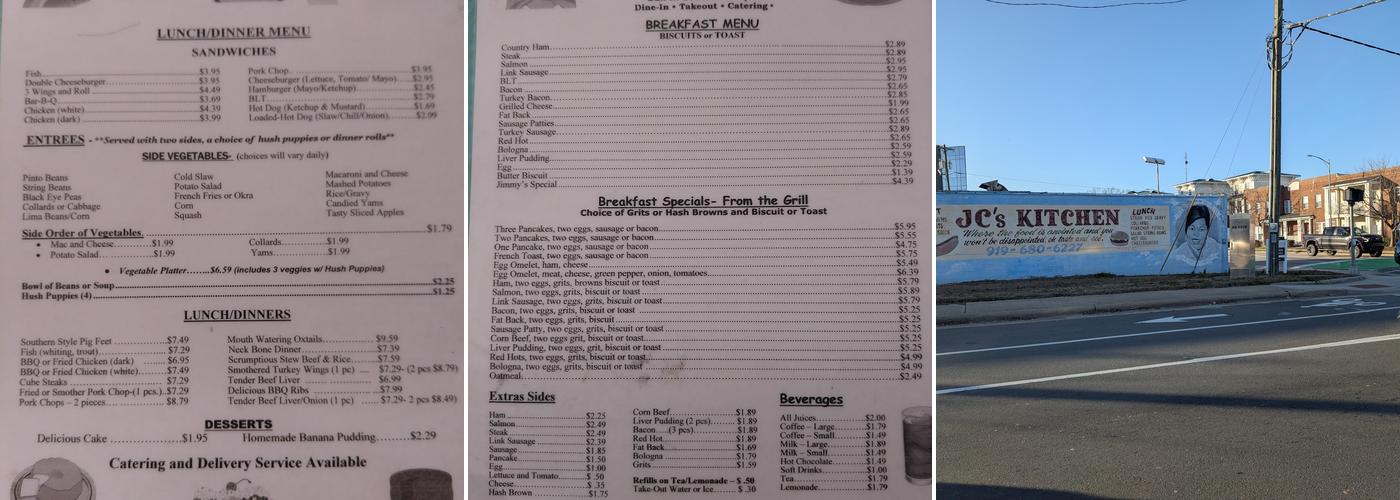 LUNCH/DINNER MENU
SANDWICHES
Fish $3.95
Double Cheeseburger $3.95
3 Wings and Roll $4.49
Bar-B-Q $3.69
Chicken (white) $4.39
Chicken (dark) $3.99
Pork Chop $3.95
Cheeseburger (Lettuce, Tomato/ Mayo) $2.95
Hamburger (Mayo/Ketchup) $2.45
BLT $2.79
Hot Dog (Ketchup & Mustard) $1.69
Loaded-Hot Dog (Slaw/Chili/Onion) $2.09
ENTREES - **Served with two sides, a choice of hush puppies or dinner rolls**
SIDE VEGETABLES- (choices will vary daily)
Pinto Beans
String Beans
Black Eye Peas
Collards or Cabbage
Lima Beans/Corn
Cold Slaw
Potato Salad
French Fries or Okra
Corn
Squash
Macaroni and Cheese
Mashed Potatoes
Rice/Gravy
Candied Yams
Tasty Sliced Apples
Side Order of Vegetables. $1.79
• Mac and Cheese $1.99
• Potato Salad $1.99
Collards $1.99
Yams $1.99
• Vegetable Platter........$6.59 (includes 3 veggies w/ Hush Puppies)
Bowl of Beans or Soup $2.25
Hush Puppies (4) $1.25
LUNCH/DINNERS
Southern Style Pig Feet $7.49
Fish (whiting, trout) $7.29
BBQ or Fried Chicken (dark) $6.95
BBQ or Fried Chicken (white) $7.49
Cube Steaks $7.29
Fried or Smother Pork Chop-(1 pcs.) $7.29
Pork Chops – 2 pieces $8.79
Mouth Watering Oxtails $9.59
Neck Bone Dinner $7.39
Scrumptious Stew Beef & Rice $7.59
Smothered Turkey Wings (1 pc) .... $7.29- (2 pcs $8.79)
Tender Beef Liver $6.99
Delicious BBQ Ribs $7.99
Tender Beef Liver/Onion (1 pc) ...... $7.29- 2 pcs $8.49)
DESSERTS
Delicious Cake $1.95 Homemade Banana Pudding $2.29
Catering and Delivery Service Available
Dine-in • Takeout • Catering •
BREAKFAST MENU
BISCUITS or TOAST
Country Ham $2.89
Steak $2.89
Salmon $2.95
Link Sausage $2.95
BLT $2.79
Bacon $2.65
Turkey Bacon $2.85
Grilled Cheese $1.99
Fat Back $2.65
Sausage Patties $2.65
Turkey Sausage $2.89
Red Hot $2.65
Bologna $2.59
Liver Pudding $2.59
Egg $2.29
Butter Biscuit $1.39
Jimmy's Special $4.39
Breakfast Specials- From the Grill
Choice of Grits or Hash Browns and Biscuit or Toast
Three Pancakes, two eggs, sausage or bacon $5.95
Two Pancakes, two eggs, sausage or bacon $5.55
One Pancake, two eggs, sausage or bacon $4.75
French Toast, two eggs, sausage or bacon $5.75
Egg Omelet, ham, cheese $5.49
Egg Omelet, meat, cheese, green pepper, onion, tomatoes $6.39
Ham, two eggs, grits, browns biscuit or toast $5.79
Salmon, two eggs, grits, biscuit or toast $5.89
Link Sausage, two eggs, grits, biscuit or toast $5.79
Bacon, two eggs, grits, biscuit or toast $5.25
Fat Back, two eggs, grits, biscuit $5.25
Sausage Patty, two eggs, grits, biscuit or toast $5.25
Corn Beef, two eggs, grits, biscuit or toast $5.25
Liver Pudding, two eggs, grit, biscuit or toast $5.25
Red Hots, two eggs, grits, biscuit or toast $4.99
Bologna, two eggs, grits, biscuit or toast $4.99
Oatmeal $2.49
Extras Sides
Ham $2.25
Salmon $2.49
Steak $2.49
Link Sausage $2.39
Sausage $1.85
Pancake $1.50
Egg $1.00
Lettuce and Tomato $ .50
Cheese $ .35
Hash Brown $1.75
Corn Beef $1.89
Liver Pudding (2 pcs) $1.89
Bacon (3 pcs) $1.89
Red Hot $1.89
Fat Back $1.69
Bologna $1.79
Grits $1.59
Refills on Tea/Lemonade – $ .50
Take-Out Water or Ice $ .30
Beverages
All Juices $2.00
Coffee – Large $1.79
Coffee – Small $1.49
Milk – Large $1.89
Milk – Small $1.49
Hot Chocolate $1.49
Soft Drinks $1.00
Tea $1.79
Lemonade $1.79
JC's KITCHEN
Where the food is anointed and you
won't be disappointed, so taste and see.
919-680-6227
LUNCH